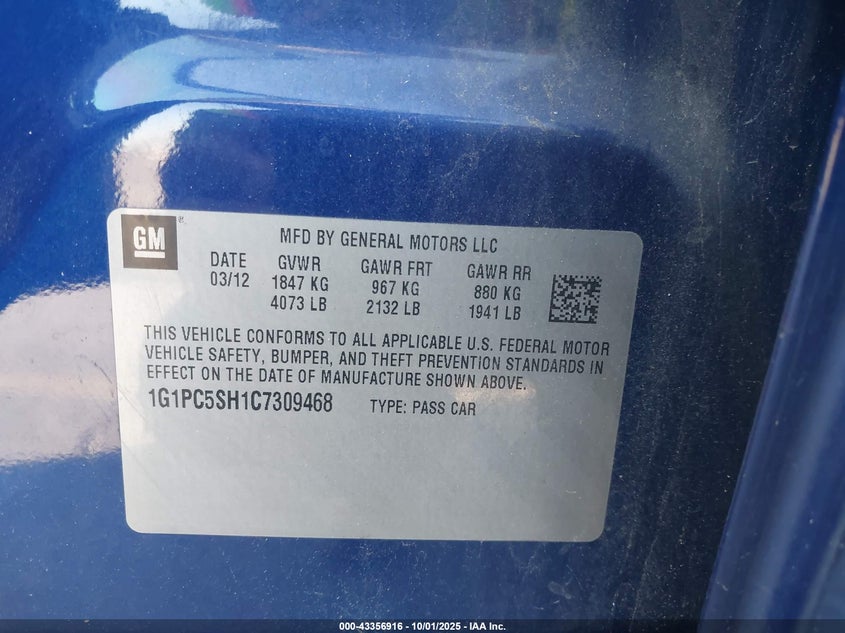 GM
MFD BY GENERAL MOTORS LLC
DATE GVWR GAWR FRT GAWR RR
03/12 1847 KG 967 KG 880 KG
4073 LB 2132 LB 1941 LB
THIS VEHICLE CONFORMS TO ALL APPLICABLE U.S. FEDERAL MOTOR
VEHICLE SAFETY, BUMPER, AND THEFT PREVENTION STANDARDS IN
EFFECT ON THE DATE OF MANUFACTURE SHOWN ABOVE.
1G1PC5SH1C7309468 TYPE: PASS CAR
000-43356916 - 10/01/2025 - IAA Inc.